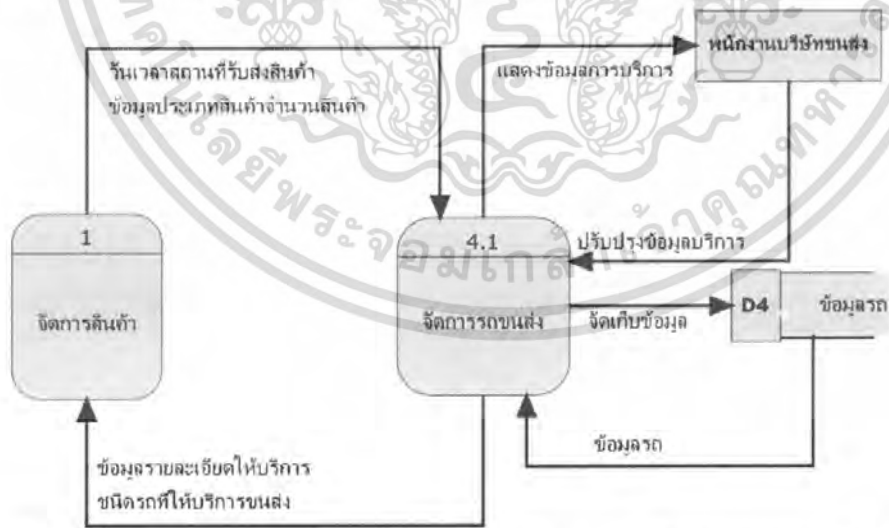 พนักงานบริษัทขนส่ง
วันเวลาสถานที่รับส่งสินค้า
ข้อมูลประเภทสินค้าจำนวนสินค้า
แสดงข้อมูลการบริการ
1
จัดการสินค้า
4.1
จัดการรถขนส่ง
ปรับปรุงข้อมูลบริการ
D4
ข้อมูลรถ
จัดเก็บข้อมูล
ข้อมูลรถ
ข้อมูลรายละเอียดให้บริการ
ชนิดรถที่ให้บริการขนส่ง